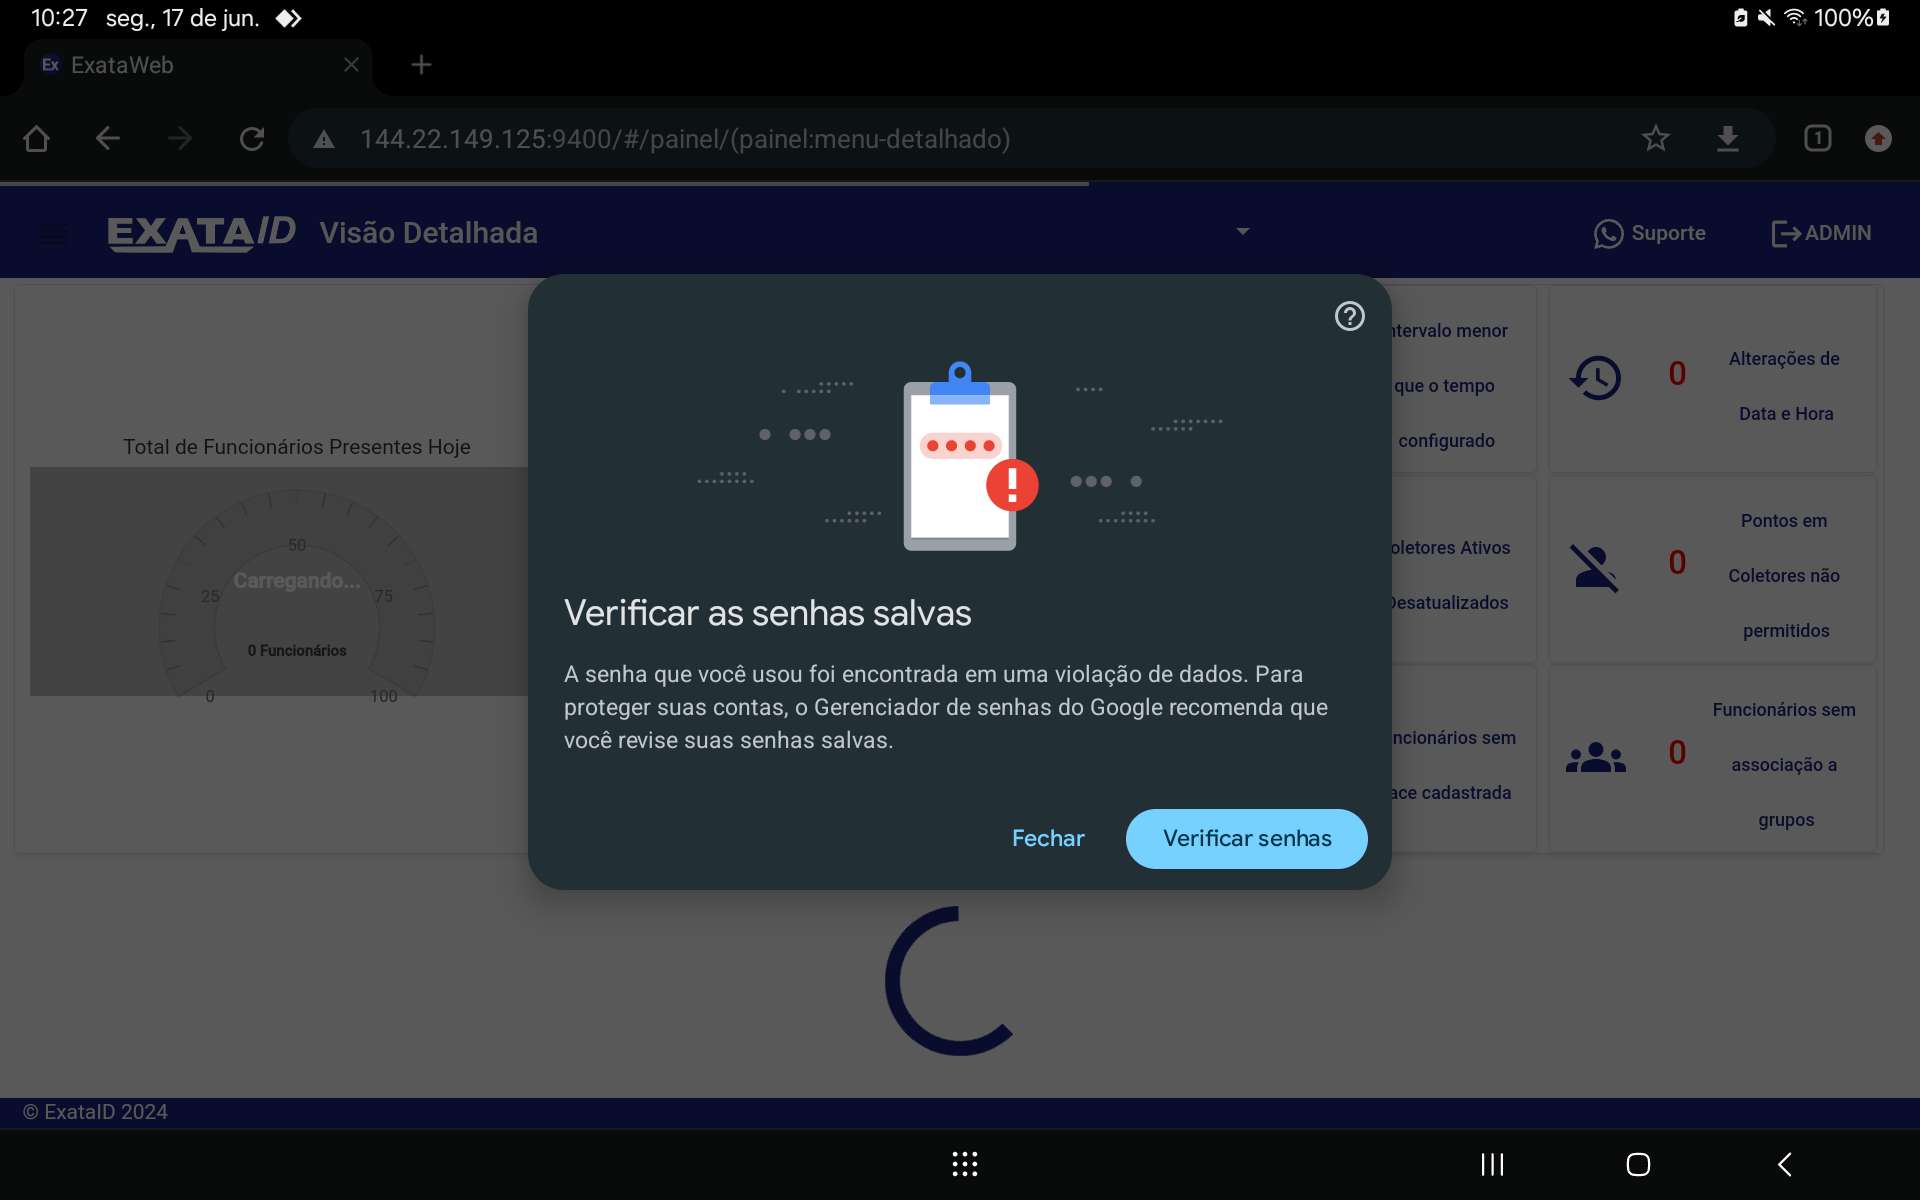 10:27 seg., 17 de jun.
100%
Ex ExataWeb
144.22.149.125:9400/#/painel/(painel:menu-detalhado)
1
EXATAID Visão Detalhada
Suporte
ADMIN
Total de Funcionários Presentes Hoje
50
Carregando...
25
75
0 Funcionários
0
100
Verificar as senhas salvas
A senha que você usou foi encontrada em uma violação de dados. Para
proteger suas contas, o Gerenciador de senhas do Google recomenda que
você revise suas senhas salvas.
Fechar
Verificar senhas
ntervalo menor
que o tempo
configurado
0
Alterações de
Data e Hora
oletores Ativos
Desatualizados
0
Pontos em
Coletores não
permitidos
ncionários sem
ace cadastrada
0
Funcionários sem
associação a
grupos
© ExataID 2024